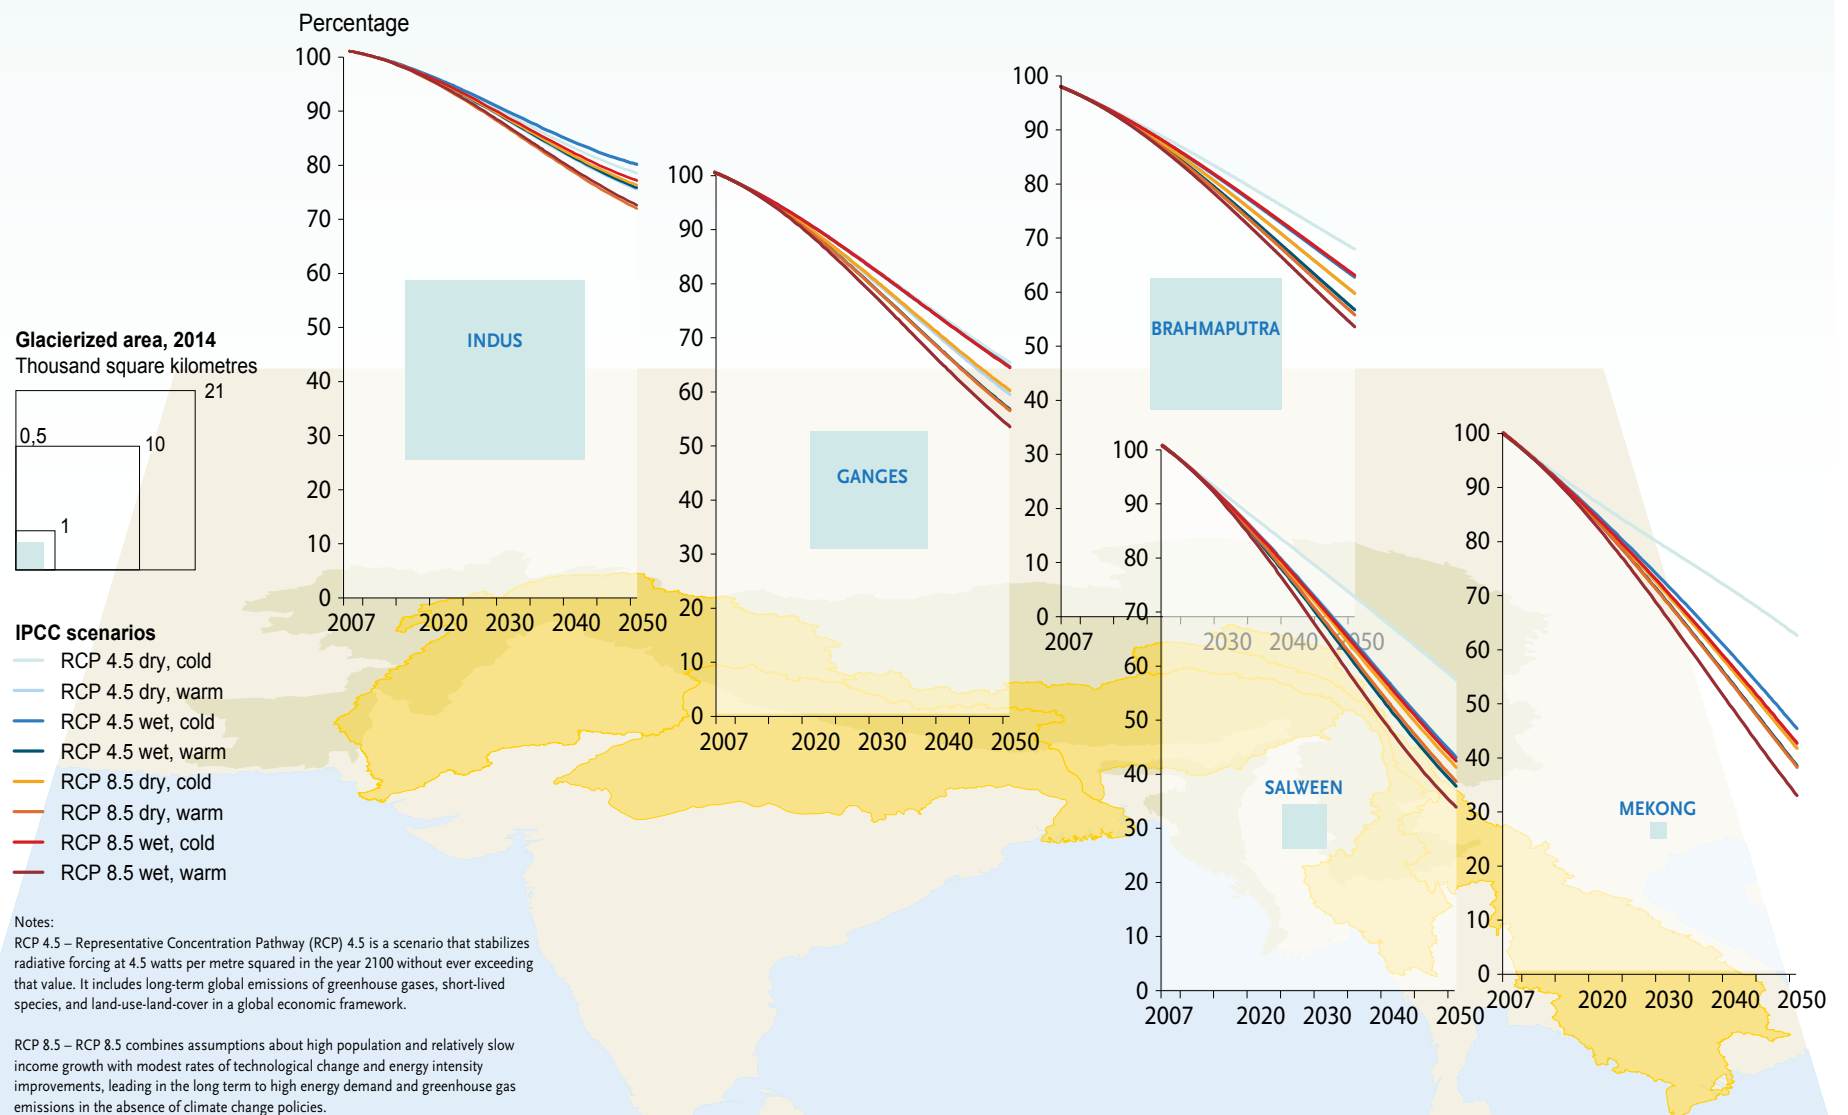 Percentage
100
90
80
70
60
50
40
30
20
10
0
2007 2020 2030 2040 2050
INDUS
100
90
80
70
60
50
40
30
20
10
0
2007 2020 2030 2040 2050
GANGES
100
90
80
70
60
50
40
30
20
10
0
2007 2030 2040 2050
BRAHMAPUTRA
100
90
80
70
60
50
40
30
20
10
0
2007 2020 2030 2040 2050
SALWEEN
100
90
80
70
60
50
40
30
20
10
0
2007 2020 2030 2040 2050
MEKONG
Glacierized area, 2014
Thousand square kilometres
21
0,5
10
1
IPCC scenarios
RCP 4.5 dry, cold
RCP 4.5 dry, warm
RCP 4.5 wet, cold
RCP 4.5 wet, warm
RCP 8.5 dry, cold
RCP 8.5 dry, warm
RCP 8.5 wet, cold
RCP 8.5 wet, warm
Notes:
RCP 4.5 – Representative Concentration Pathway (RCP) 4.5 is a scenario that stabilizes
radiative forcing at 4.5 watts per metre squared in the year 2100 without ever exceeding
that value. It includes long-term global emissions of greenhouse gases, short-lived
species, and land-use-land-cover in a global economic framework.
RCP 8.5 – RCP 8.5 combines assumptions about high population and relatively slow
income growth with modest rates of technological change and energy intensity
improvements, leading in the long term to high energy demand and greenhouse gas
emissions in the absence of climate change policies.